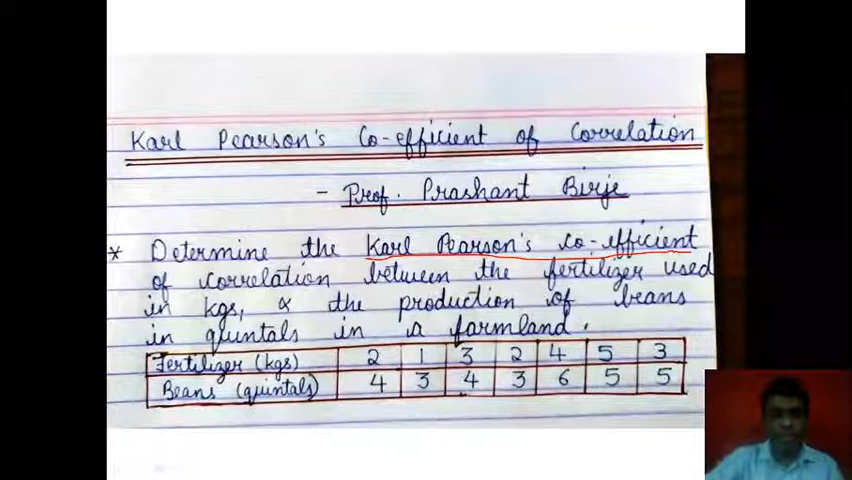 Karl Pearson's Co-efficient of Correlation
- Prof. Prashant Birje
* Determine the Karl Pearson's co-efficient
of correlation between the fertilizer used
in kgs, & the production of beans
in quintals in a farmland.
Fertilizer (kgs) 2 1 3 2 4 5 3
Beans (quintals) 4 3 4 3 6 5 5